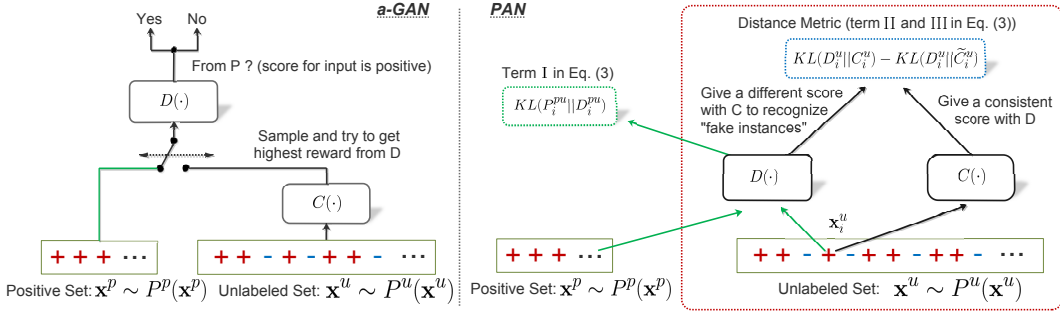 a-GAN
Yes
No
From P ? (score for input is positive)
D(·)
Sample and try to get
highest reward from D
C(·)
+ + + ···
+ + - + - + + - ···
Positive Set: x^p ∼ P^p(x^p)
Unlabeled Set: x^u ∼ P^u(x^u)
PAN
Distance Metric (term II and III in Eq. (3))
KL(D_i^u||C_i^u) − KL(D_i^u||C̃_i^u)
Term I in Eq. (3)
KL(P_i^{pu}||D_i^{pu})
Give a different score
with C to recognize
"fake instances"
Give a consistent
score with D
D(·)
C(·)
x_i^u
+ + + ···
+ + - + - + + - + + - ···
Positive Set: x^p ∼ P^p(x^p)
Unlabeled Set: x^u ∼ P^u(x^u)